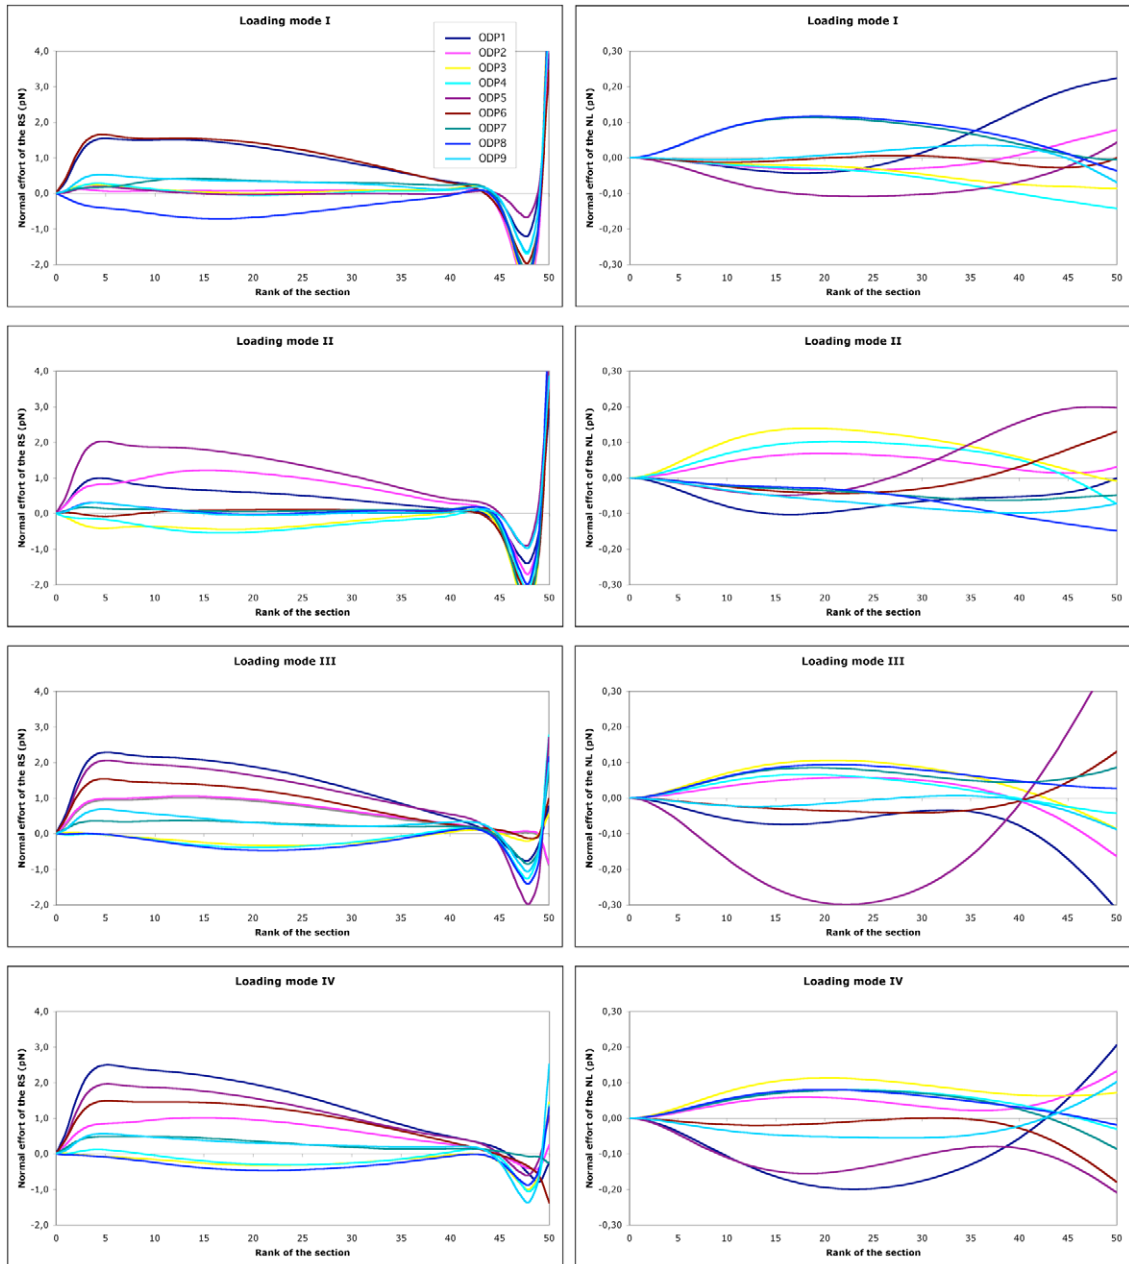 Loading mode I
Normal effort of the RS (pN)
4,0
3,0
2,0
1,0
0,0
-1,0
-2,0
0 5 10 15 20 25 30 35 40 45 50
Rank of the section
ODP1
ODP2
ODP3
ODP4
ODP5
ODP6
ODP7
ODP8
ODP9
Loading mode I
Normal effort of the NL (pN)
0,30
0,20
0,10
0,00
-0,10
-0,20
-0,30
0 5 10 15 20 25 30 35 40 45 50
Rank of the section
Loading mode II
Normal effort of the RS (pN)
4,0
3,0
2,0
1,0
0,0
-1,0
-2,0
0 5 10 15 20 25 30 35 40 45 50
Rank of the section
Loading mode II
Normal effort of the NL (pN)
0,30
0,20
0,10
0,00
-0,10
-0,20
-0,30
0 5 10 15 20 25 30 35 40 45 50
Rank of the section
Loading mode III
Normal effort of the RS (pN)
4,0
3,0
2,0
1,0
0,0
-1,0
-2,0
0 5 10 15 20 25 30 35 40 45 50
Rank of the section
Loading mode III
Normal effort of the NL (pN)
0,30
0,20
0,10
0,00
-0,10
-0,20
-0,30
0 5 10 15 20 25 30 35 40 45 50
Rank of the section
Loading mode IV
Normal effort of the RS (pN)
4,0
3,0
2,0
1,0
0,0
-1,0
-2,0
0 5 10 15 20 25 30 35 40 45 50
Rank of the section
Loading mode IV
Normal effort of the NL (pN)
0,30
0,20
0,10
0,00
-0,10
-0,20
-0,30
0 5 10 15 20 25 30 35 40 45 50
Rank of the section